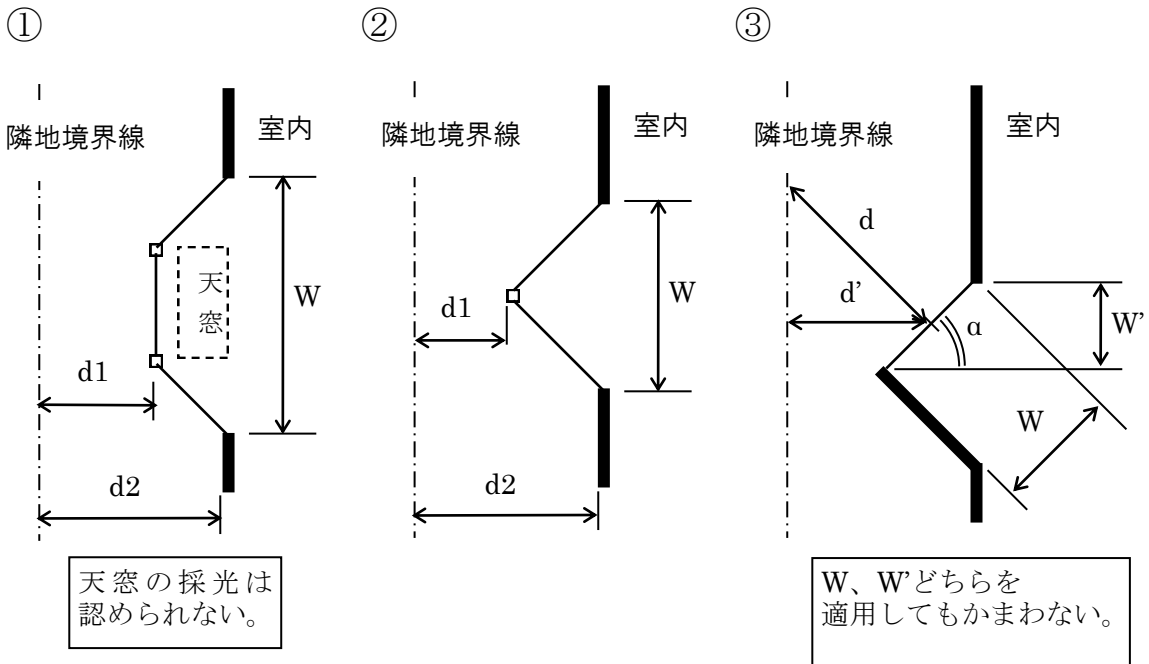 ①
②
③
隣地境界線
室内
隣地境界線
室内
隣地境界線
室内
天
窓
W
d1
d2
d1
W
d2
d
d'
α
W'
W
天窓の採光は
認められない。
W、W'どちらを
適用してもかまわない。